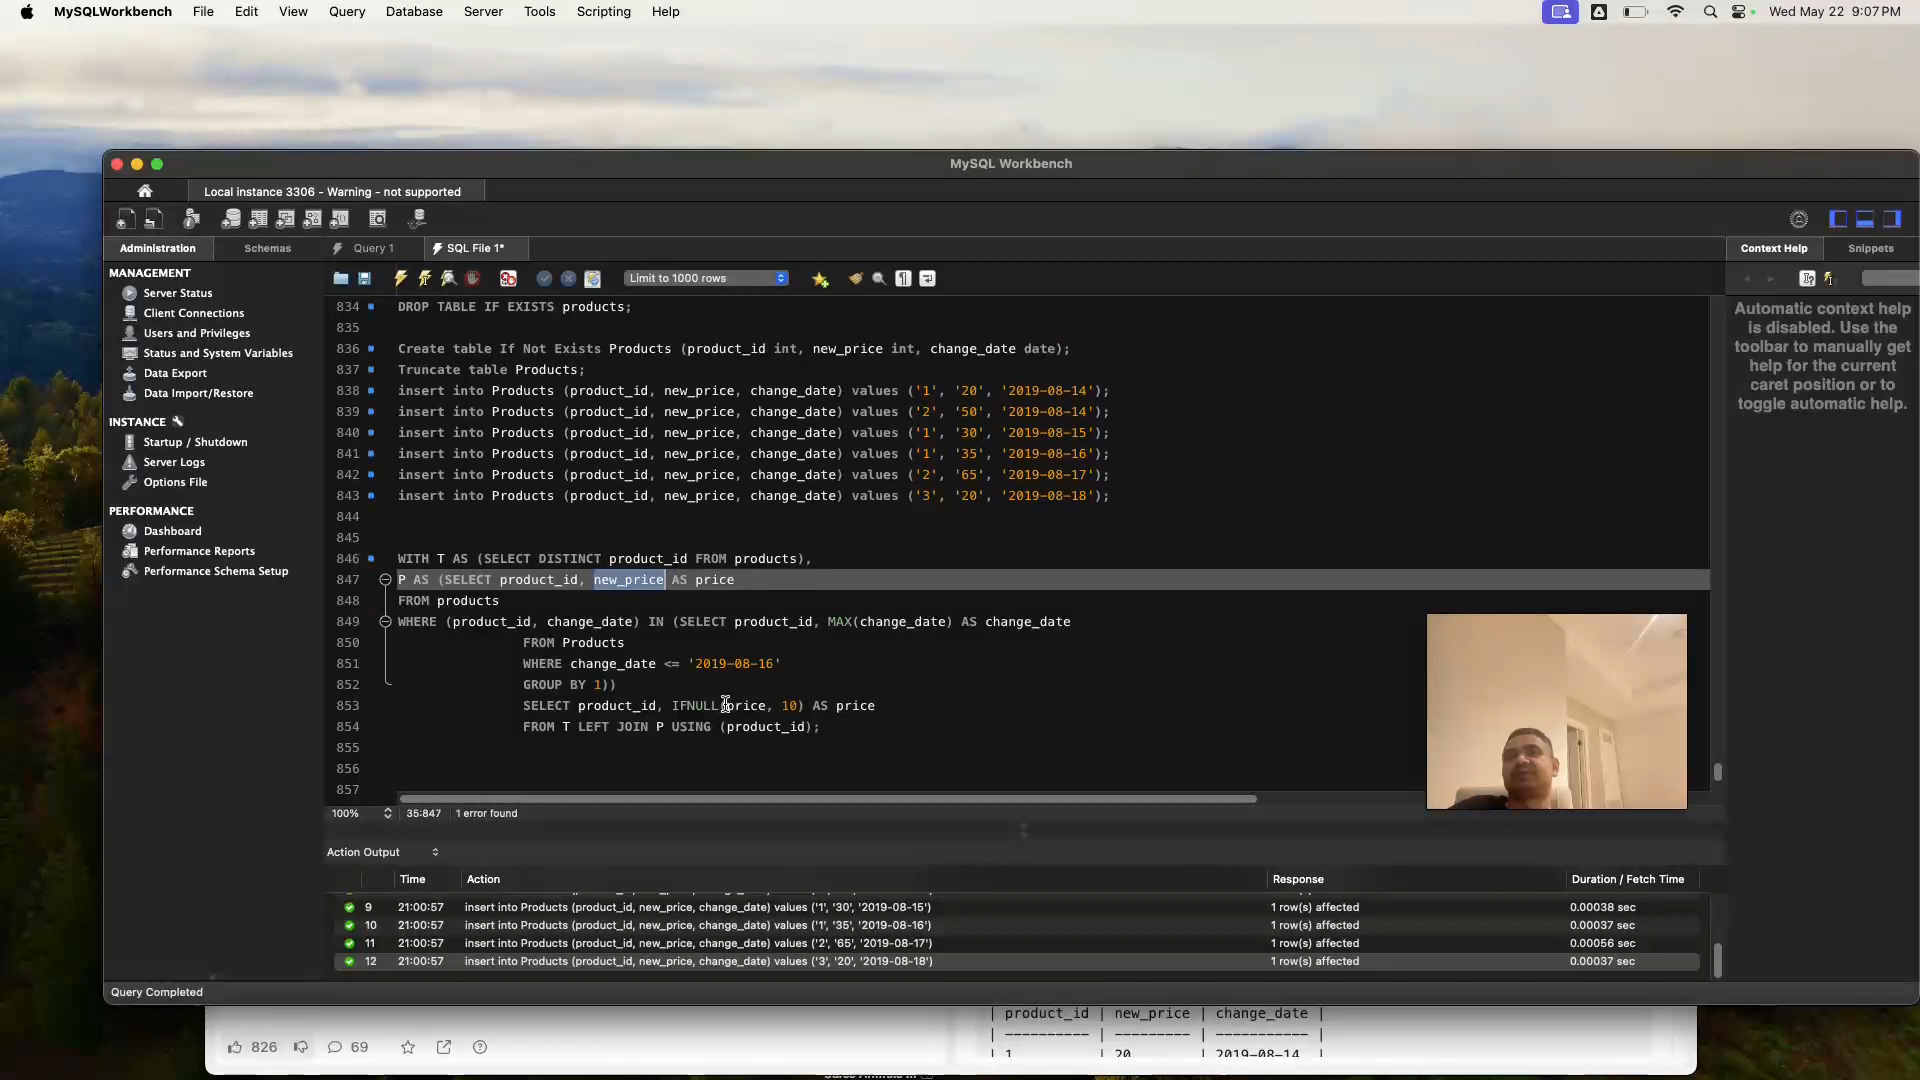 MySQLWorkbench File Edit View Query Database Server Tools Scripting Help Wed May 22 9:07 PM
MySQL Workbench
Local instance 3306 - Warning - not supported
Administration Schemas Query 1 SQL File 1* Context Help Snippets
MANAGEMENT
Server Status
Client Connections
Users and Privileges
Status and System Variables
Data Export
Data Import/Restore
INSTANCE
Startup / Shutdown
Server Logs
Options File
PERFORMANCE
Dashboard
Performance Reports
Performance Schema Setup
Limit to 1000 rows
834 DROP TABLE IF EXISTS products;
835
836 Create table If Not Exists Products (product_id int, new_price int, change_date date);
837 Truncate table Products;
838 insert into Products (product_id, new_price, change_date) values ('1', '20', '2019-08-14');
839 insert into Products (product_id, new_price, change_date) values ('2', '50', '2019-08-14');
840 insert into Products (product_id, new_price, change_date) values ('1', '30', '2019-08-15');
841 insert into Products (product_id, new_price, change_date) values ('1', '35', '2019-08-16');
842 insert into Products (product_id, new_price, change_date) values ('2', '65', '2019-08-17');
843 insert into Products (product_id, new_price, change_date) values ('3', '20', '2019-08-18');
844
845
846 WITH T AS (SELECT DISTINCT product_id FROM products),
847 P AS (SELECT product_id, new_price AS price
848 FROM products
849 WHERE (product_id, change_date) IN (SELECT product_id, MAX(change_date) AS change_date
850 FROM Products
851 WHERE change_date <= '2019-08-16'
852 GROUP BY 1))
853 SELECT product_id, IFNULL(price, 10) AS price
854 FROM T LEFT JOIN P USING (product_id);
855
856
857
Automatic context help
is disabled. Use the
toolbar to manually get
help for the current
caret position or to
toggle automatic help.
100% 35:847 1 error found
Action Output
Time Action Response Duration / Fetch Time
9 21:00:57 insert into Products (product_id, new_price, change_date) values ('1', '30', '2019-08-15') 1 row(s) affected 0.00038 sec
10 21:00:57 insert into Products (product_id, new_price, change_date) values ('1', '35', '2019-08-16') 1 row(s) affected 0.00037 sec
11 21:00:57 insert into Products (product_id, new_price, change_date) values ('2', '65', '2019-08-17') 1 row(s) affected 0.00056 sec
12 21:00:57 insert into Products (product_id, new_price, change_date) values ('3', '20', '2019-08-18') 1 row(s) affected 0.00037 sec
Query Completed
| product_id | new_price | change_date |
| ---------- | --------- | ----------- |
826 69
| 1 | 20 | 2019-08-14 |